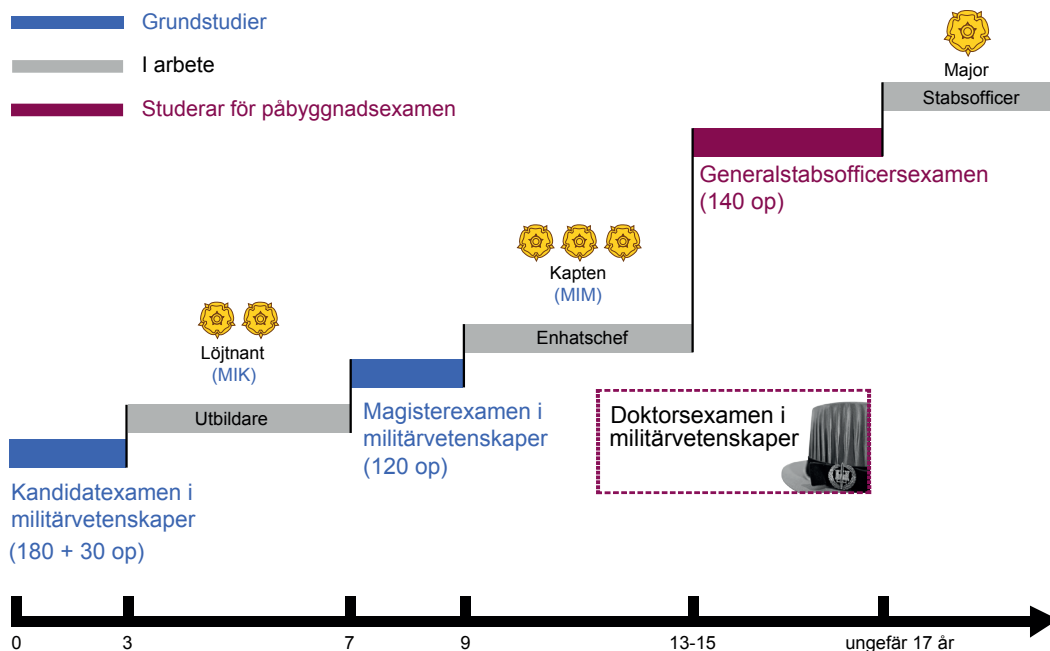 Grundstudier
I arbete
Studerar för påbyggnadsexamen
Major
Stabsofficer
Generalstabsofficersexamen
(140 op)
Kapten
(MIM)
Enhatschef
Löjtnant
(MIK)
Utbildare
Magisterexamen i
militärvetenskaper
(120 op)
Doktorsexamen i
militärvetenskaper
Kandidatexamen i
militärvetenskaper
(180 + 30 op)
0 3 7 9 13-15 ungefär 17 år